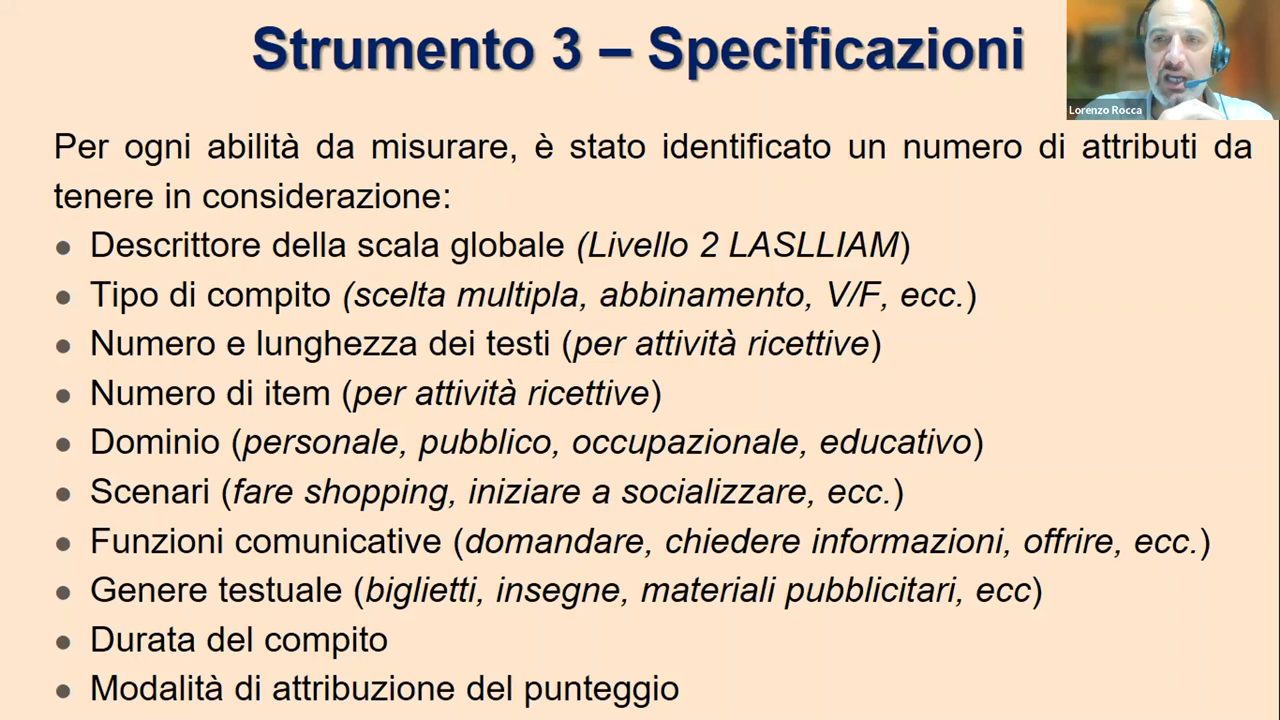 Strumento 3 – Specificazioni
Lorenzo Rocca
Per ogni abilità da misurare, è stato identificato un numero di attributi da
tenere in considerazione:
● Descrittore della scala globale (Livello 2 LASLLIAM)
● Tipo di compito (scelta multipla, abbinamento, V/F, ecc.)
● Numero e lunghezza dei testi (per attività ricettive)
● Numero di item (per attività ricettive)
● Dominio (personale, pubblico, occupazionale, educativo)
● Scenari (fare shopping, iniziare a socializzare, ecc.)
● Funzioni comunicative (domandare, chiedere informazioni, offrire, ecc.)
● Genere testuale (biglietti, insegne, materiali pubblicitari, ecc)
● Durata del compito
● Modalità di attribuzione del punteggio